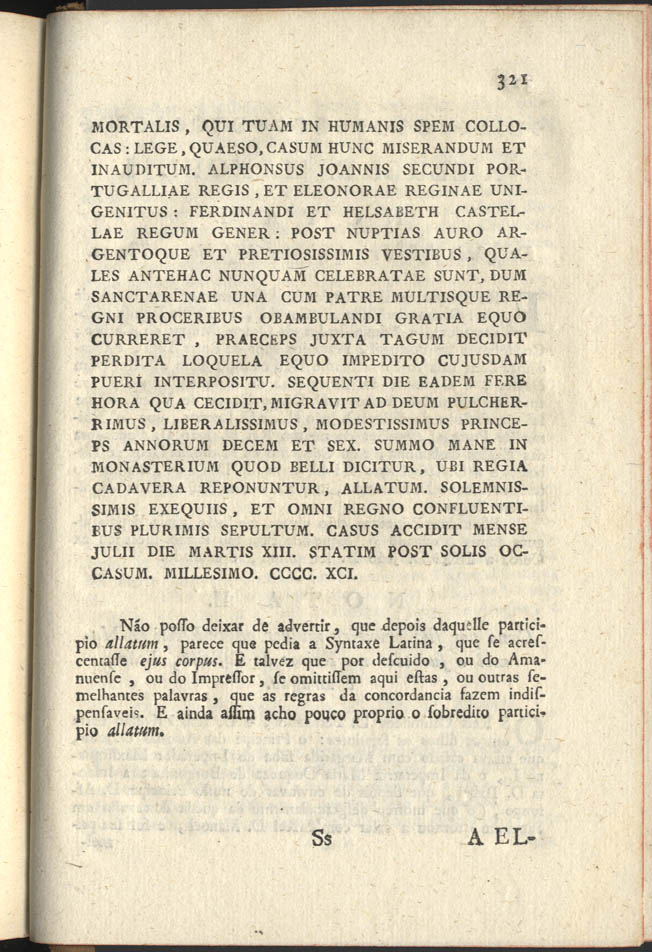 321
MORTALIS , QUI TUAM IN HUMANIS SPEM COLLO-
CAS : LEGE , QUAESO, CASUM HUNC MISERANDUM ET
INAUDITUM. ALPHONSUS JOANNIS SECUNDI POR-
TUGALLIAE REGIS , ET ELEONORAE REGINAE UNI-
GENITUS : FERDINANDI ET HELSABETH CASTEL-
LAE REGUM GENER : POST NUPTIAS AURO AR-
GENTOQUE ET PRETIOSISSIMIS VESTIBUS , QUA-
LES ANTEHAC NUNQUAM CELEBRATAE SUNT, DUM
SANCTARENAE UNA CUM PATRE MULTISQUE RE-
GNI PROCERIBUS OBAMBULANDI GRATIA EQUO
CURRERET , PRAECEPS JUXTA TAGUM DECIDIT
PERDITA LOQUELA EQUO IMPEDITO CUJUSDAM
PUERI INTERPOSITU. SEQUENTI DIE EADEM FERE
HORA QUA CECIDIT, MIGRAVIT AD DEUM PULCHER-
RIMUS , LIBERALISSIMUS , MODESTISSIMUS PRINCE-
PS ANNORUM DECEM ET SEX. SUMMO MANE IN
MONASTERIUM QUOD BELLI DICITUR, UBI REGIA
CADAVERA REPONUNTUR , ALLATUM. SOLEMNIS-
SIMIS EXEQUIIS , ET OMNI REGNO CONFLUENTI-
BUS PLURIMIS SEPULTUM. CASUS ACCIDIT MENSE
JULII DIE MARTIS XIII. STATIM POST SOLIS OC-
CASUM. MILLESIMO. CCCC. XCI.
Não posso deixar de advertir, que depois daquelle partici-
pio allatum , parece que pedia a Syntaxe Latina , que se acres-
centasse ejus corpus. E talvez que por descuido , ou do Ama-
nuense , ou do Impressor, se omittissem aqui estas , ou outras se-
melhantes palavras , que as regras da concordancia fazem indis-
pensaveis. E ainda assim acho pouco proprio o sobredito partici-
pio allatum.
Ss
A EL-